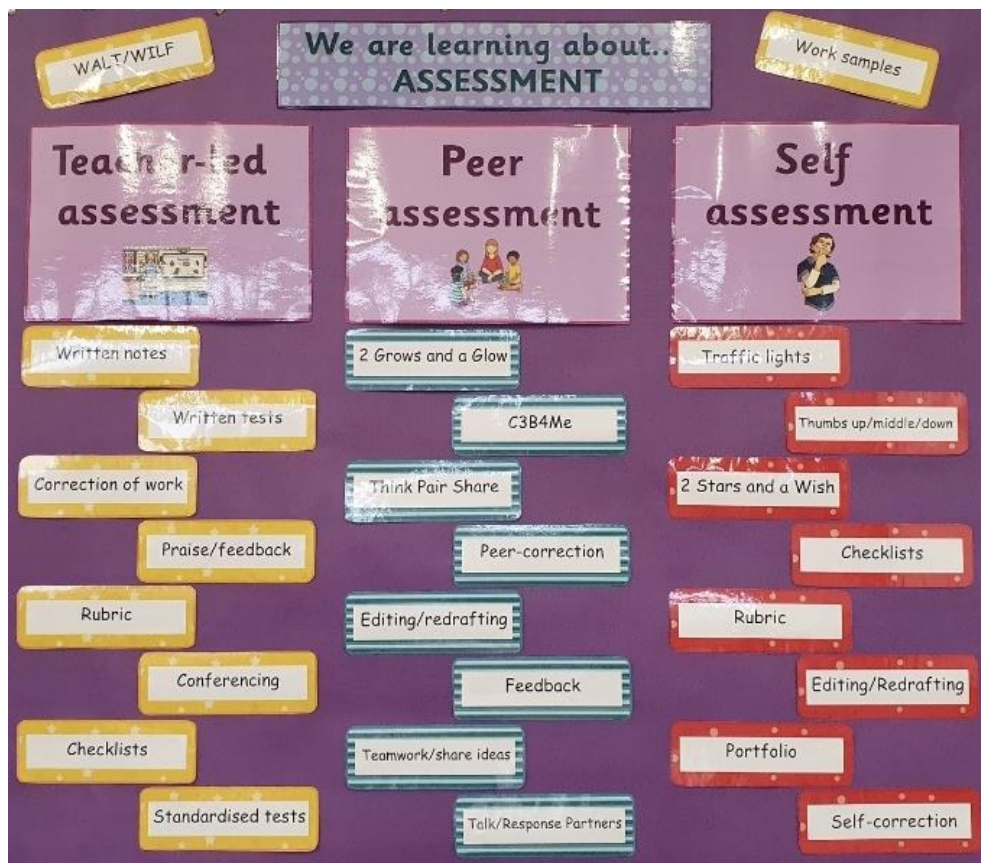 WALT/WILF
We are learning about..
ASSESSMENT
Work samples
Teacher-led
assessment
Written notes
Written tests
Correction of work
Praise/feedback
Rubric
Conferencing
Checklists
Standardised tests
Peer
assessment
2 Grows and a Glow
C3B4Me
Think Pair Share
Peer-correction
Editing/redrafting
Feedback
Teamwork/share ideas
Talk/Response Partners
Self
assessment
Traffic lights
Thumbs up/middle/down
2 Stars and a Wish
Checklists
Rubric
Editing/Redrafting
Portfolio
Self-correction